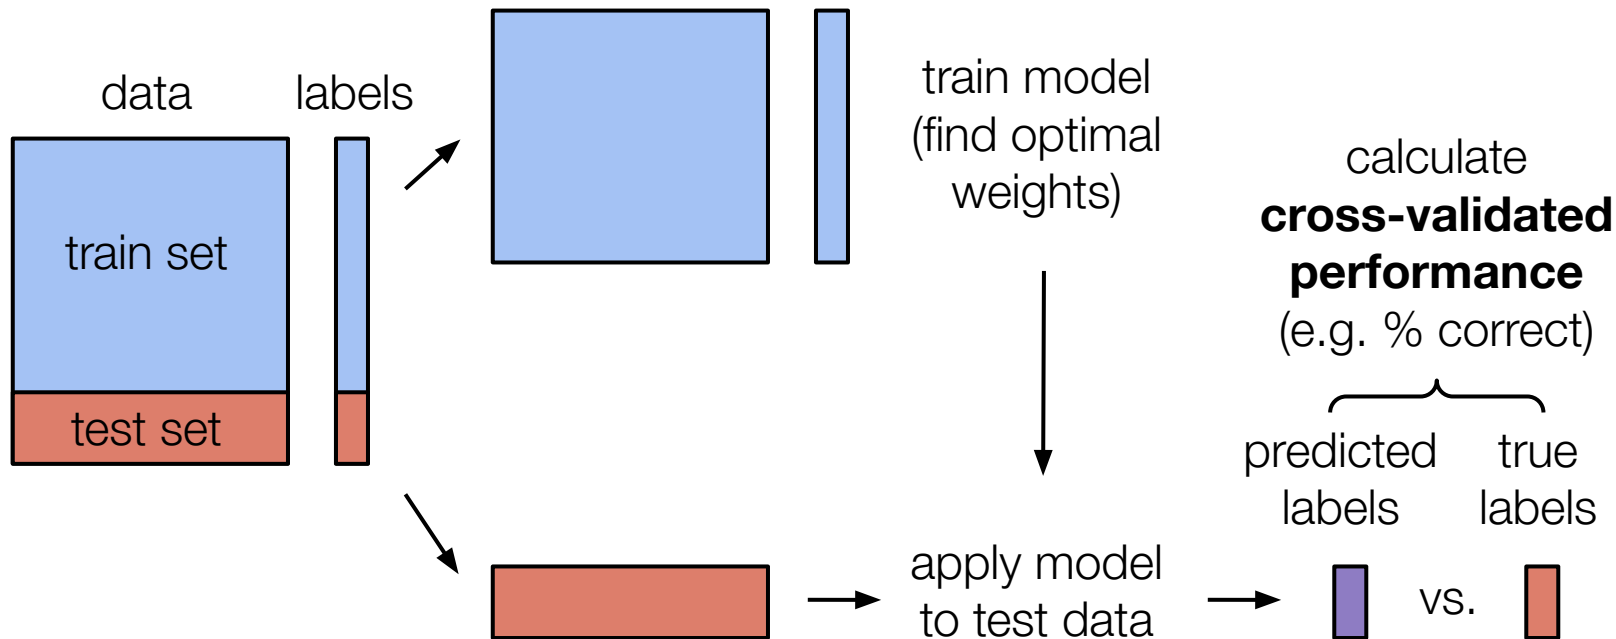 data
labels
train set
test set
train model
(find optimal
weights)
apply model
to test data
calculate
cross-validated
performance
(e.g. % correct)
predicted
labels
true
labels
vs.